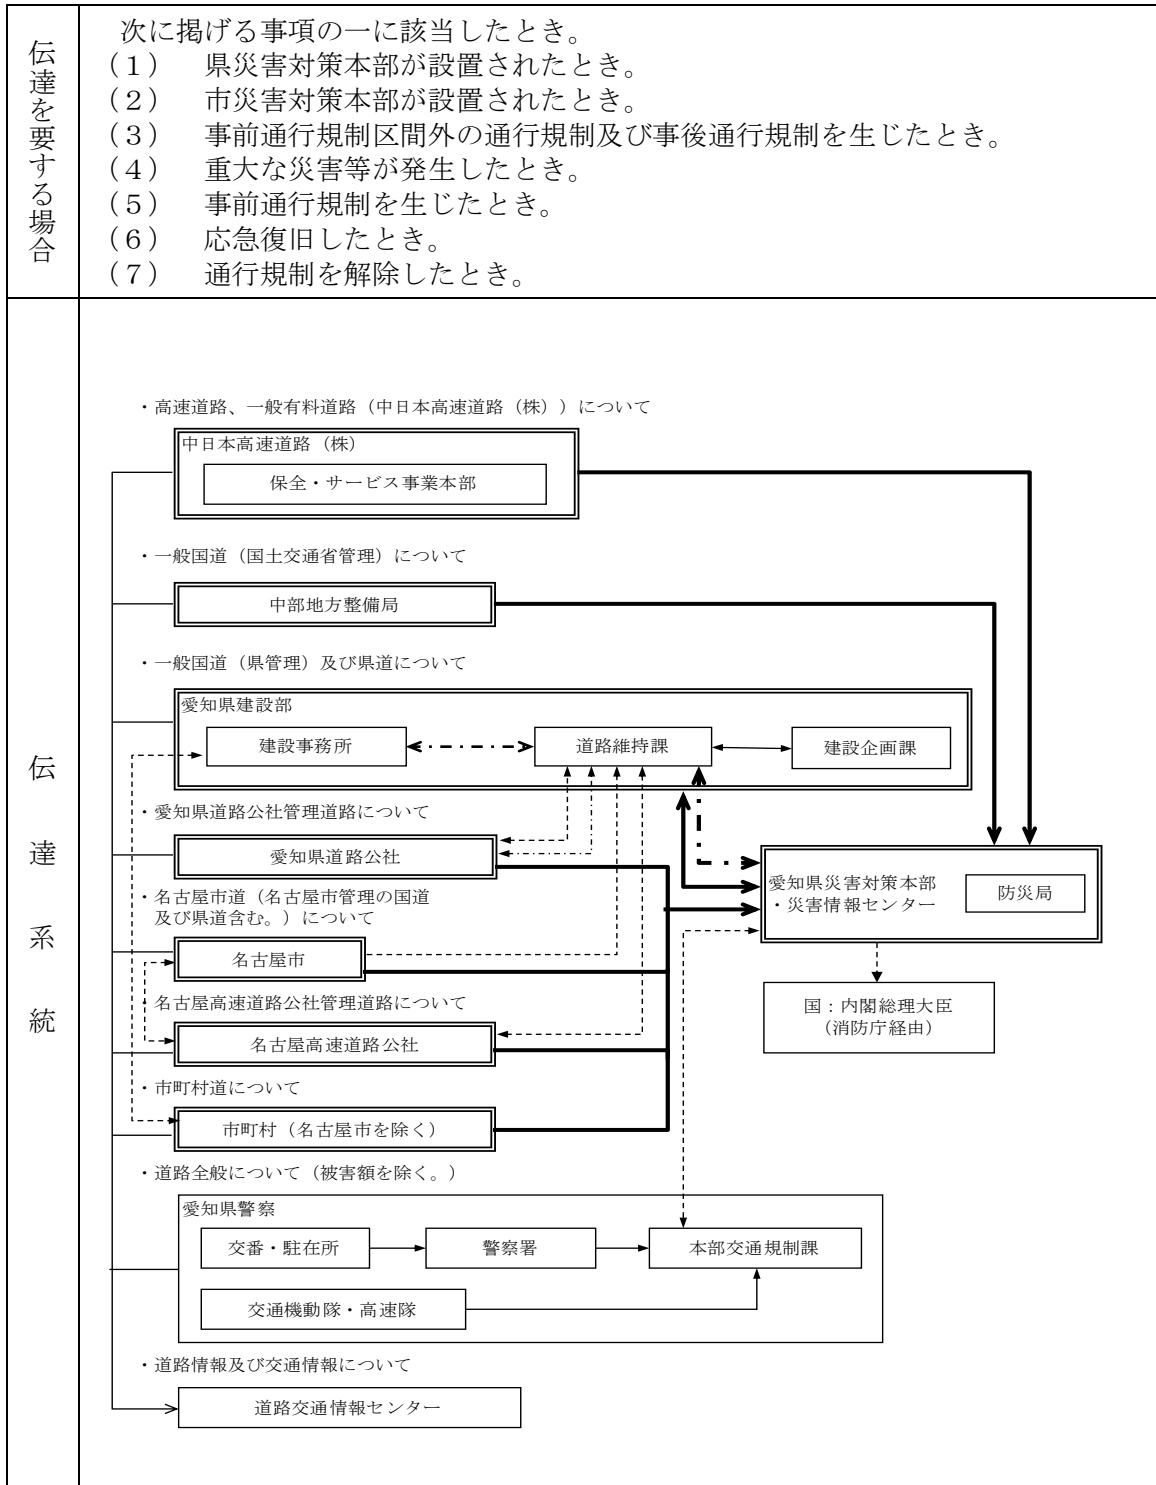 伝達を要する場合
次に掲げる事項の一に該当したとき。
(1) 県災害対策本部が設置されたとき。
(2) 市災害対策本部が設置されたとき。
(3) 事前通行規制区間外の通行規制及び事後通行規制を生じたとき。
(4) 重大な災害等が発生したとき。
(5) 事前通行規制を生じたとき。
(6) 応急復旧したとき。
(7) 通行規制を解除したとき。
伝達系統
・高速道路、一般有料道路(中日本高速道路(株))について
中日本高速道路(株)
保全・サービス事業本部
・一般国道(国土交通省管理)について
中部地方整備局
・一般国道(県管理)及び県道について
愛知県建設部
建設事務所
道路維持課
建設企画課
・愛知県道路公社管理道路について
愛知県道路公社
愛知県災害対策本部
・災害情報センター
防災局
・名古屋市道(名古屋市管理の国道
及び県道含む。)について
名古屋市
・名古屋高速道路公社管理道路について
国:内閣総理大臣
(消防庁経由)
名古屋高速道路公社
・市町村道について
市町村(名古屋市を除く)
・道路全般について(被害額を除く。)
愛知県警察
交番・駐在所
警察署
本部交通規制課
交通機動隊・高速隊
・道路情報及び交通情報について
道路交通情報センター